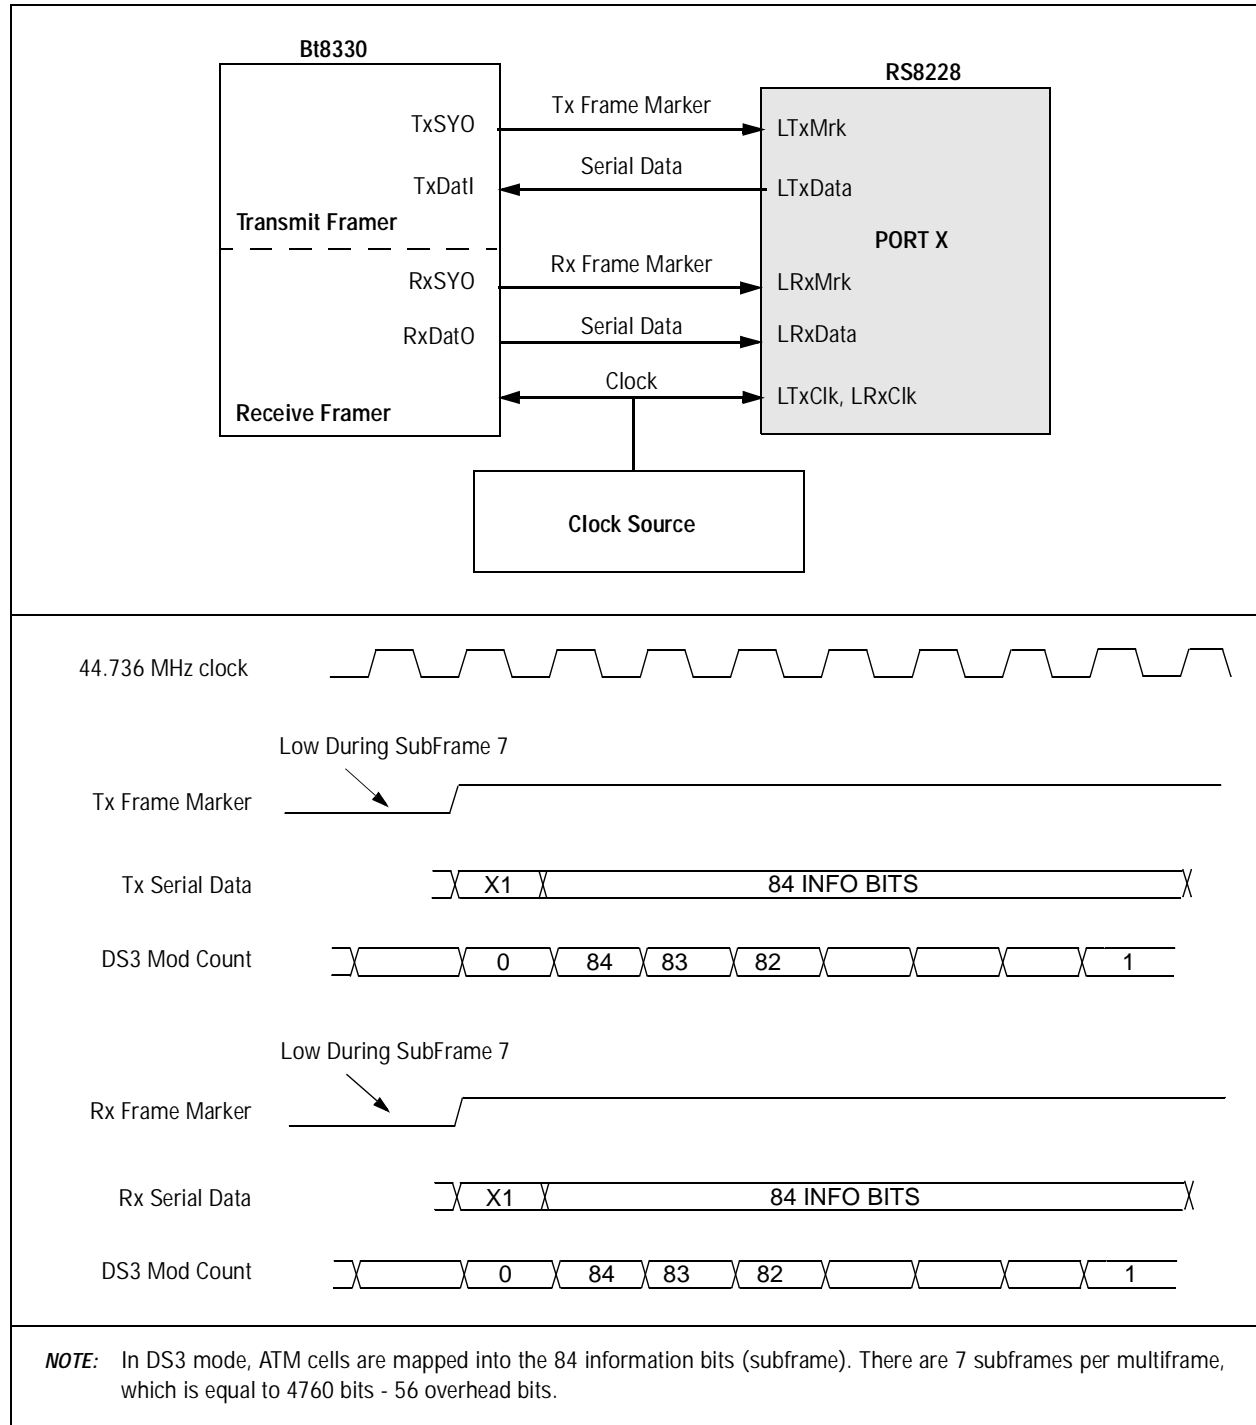 Bt8330
RS8228
TxSYO
Tx Frame Marker
LTxMrk
TxDatI
Serial Data
LTxData
Transmit Framer
PORT X
RxSYO
Rx Frame Marker
LRxMrk
RxDatO
Serial Data
LRxData
Clock
LTxClk, LRxClk
Receive Framer
Clock Source
44.736 MHz clock
Low During SubFrame 7
Tx Frame Marker
Tx Serial Data X1 84 INFO BITS
DS3 Mod Count 0 84 83 82 1
Low During SubFrame 7
Rx Frame Marker
Rx Serial Data X1 84 INFO BITS
DS3 Mod Count 0 84 83 82 1
NOTE: In DS3 mode, ATM cells are mapped into the 84 information bits (subframe). There are 7 subframes per multiframe,
which is equal to 4760 bits - 56 overhead bits.